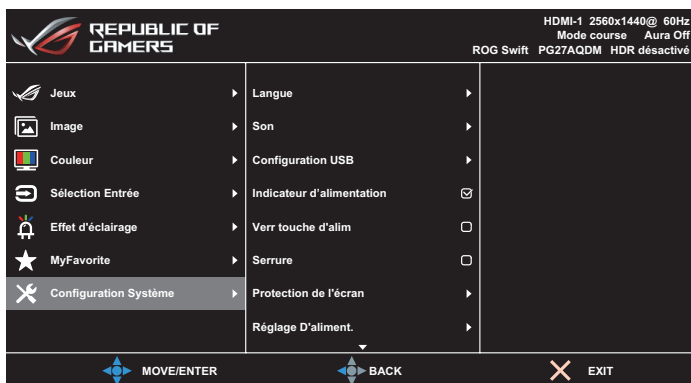 REPUBLIC OF
GAMERS
HDMI-1 2560x1440@ 60Hz
Mode course Aura Off
ROG Swift PG27AQDM HDR désactivé
Jeux
Image
Couleur
Sélection Entrée
Effet d'éclairage
MyFavorite
Configuration Système
Langue
Son
Configuration USB
Indicateur d’alimentation
Verr touche d'alim
Serrure
Protection de l'écran
Réglage D'aliment.
MOVE/ENTER
BACK
EXIT